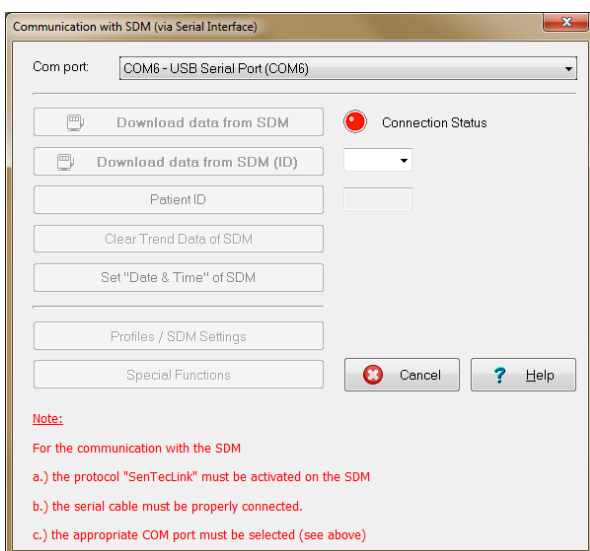 Communication with SDM (via Serial Interface)
Com port:
COM6 - USB Serial Port (COM6)
Download data from SDM
Connection Status
Download data from SDM (ID)
Patient ID
Clear Trend Data of SDM
Set "Date & Time" of SDM
Profiles / SDM Settings
Special Functions
Cancel
Help
Note:
For the communication with the SDM
a.) the protocol "SenTecLink" must be activated on the SDM
b.) the serial cable must be properly connected.
c.) the appropriate COM port must be selected (see above)